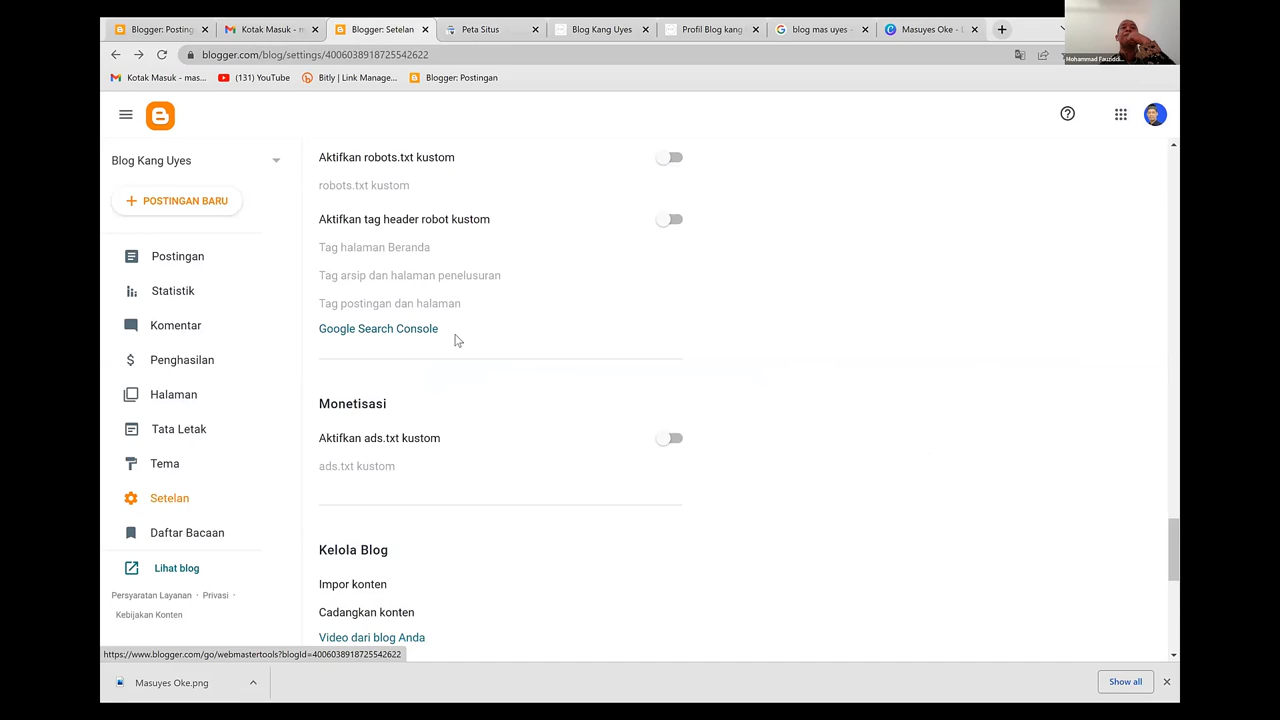 Blogger: Posting
Kotak Masuk - m
Blogger: Setelan
Peta Situs
Blog Kang Uyes
Profil Blog kang
blog mas uyes -
Masuyes Oke - L
blogger.com/blog/settings/4006038918725542622
Mohammad Fauziddi...
Kotak Masuk - mas...
(131) YouTube
Bitly | Link Manage...
Blogger: Postingan
Blog Kang Uyes
POSTINGAN BARU
Postingan
Statistik
Komentar
Penghasilan
Halaman
Tata Letak
Tema
Setelan
Daftar Bacaan
Lihat blog
Persyaratan Layanan · Privasi ·
Kebijakan Konten
Aktifkan robots.txt kustom
robots.txt kustom
Aktifkan tag header robot kustom
Tag halaman Beranda
Tag arsip dan halaman penelusuran
Tag postingan dan halaman
Google Search Console
Monetisasi
Aktifkan ads.txt kustom
ads.txt kustom
Kelola Blog
Impor konten
Cadangkan konten
Video dari blog Anda
https://www.blogger.com/go/webmastertools?blogId=4006038918725542622
Masuyes Oke.png
Show all